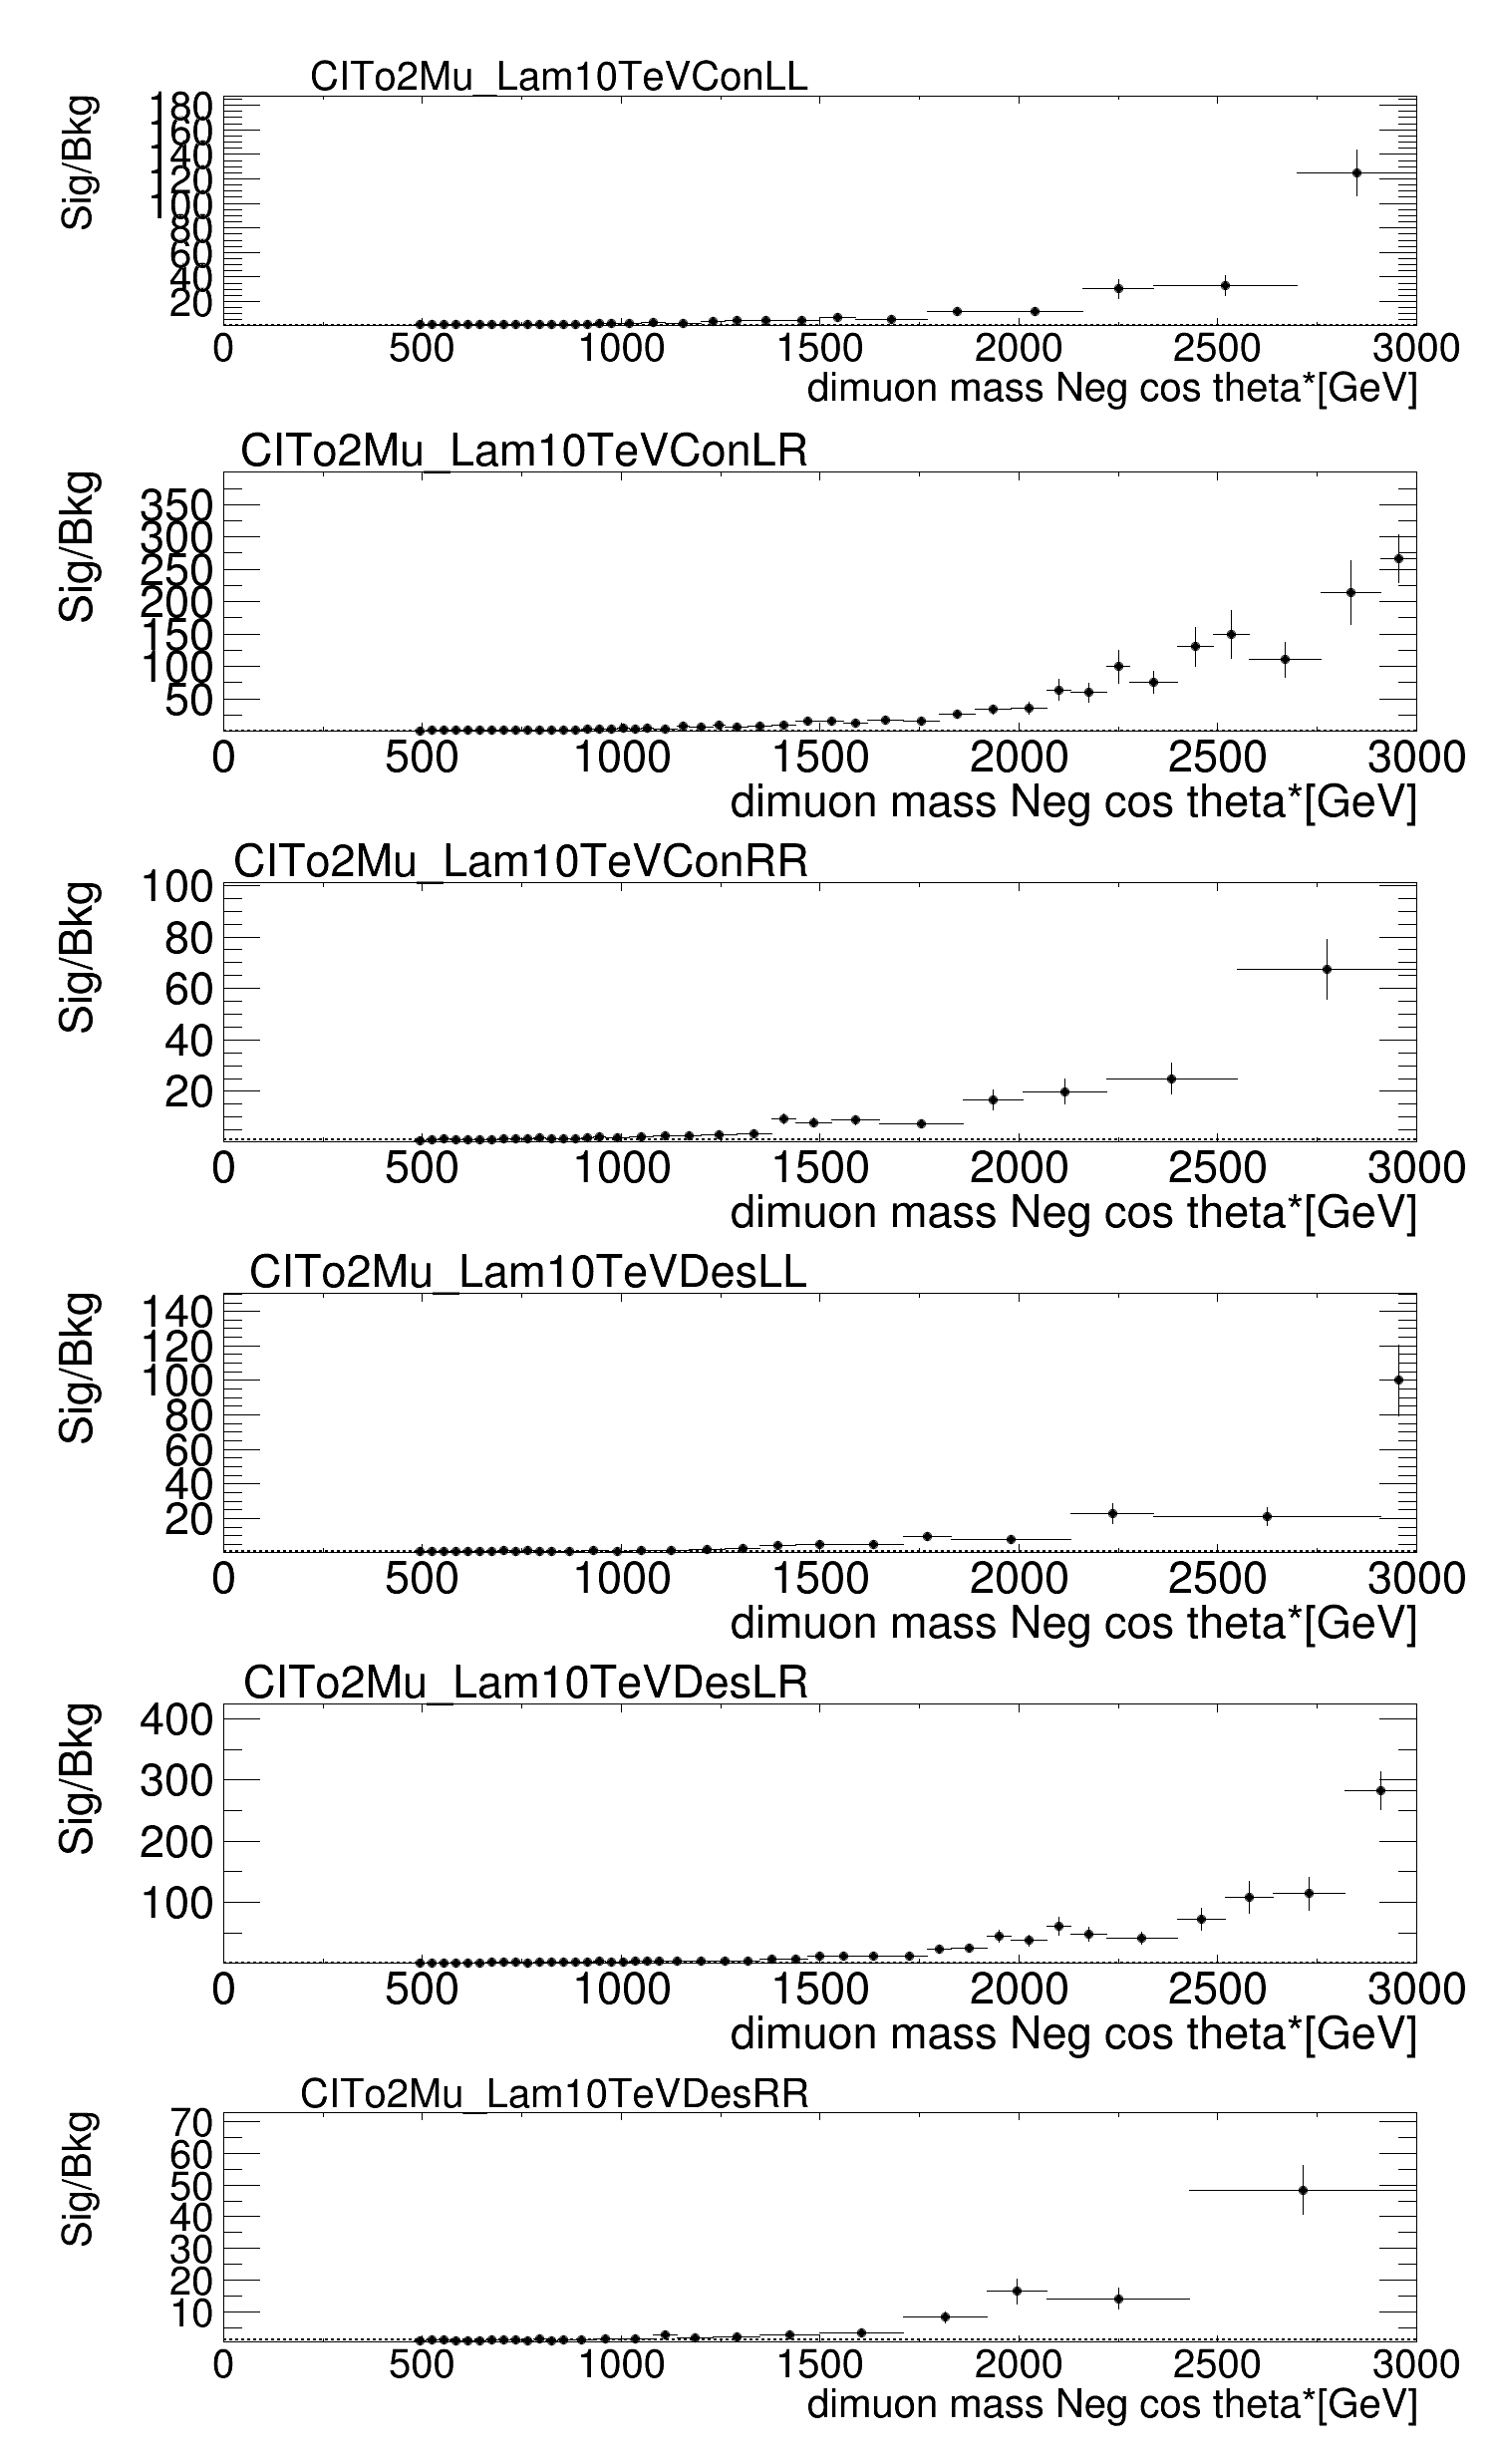 CITo2Mu_Lam10TeVConLL
Sig/Bkg
180
160
140
120
100
80
60
40
20
0 500 1000 1500 2000 2500 3000
dimuon mass Neg cos theta*[GeV]
CITo2Mu_Lam10TeVConLR
Sig/Bkg
350
300
250
200
150
100
50
0 500 1000 1500 2000 2500 3000
dimuon mass Neg cos theta*[GeV]
CITo2Mu_Lam10TeVConRR
Sig/Bkg
100
80
60
40
20
0 500 1000 1500 2000 2500 3000
dimuon mass Neg cos theta*[GeV]
CITo2Mu_Lam10TeVDesLL
Sig/Bkg
140
120
100
80
60
40
20
0 500 1000 1500 2000 2500 3000
dimuon mass Neg cos theta*[GeV]
CITo2Mu_Lam10TeVDesLR
Sig/Bkg
400
300
200
100
0 500 1000 1500 2000 2500 3000
dimuon mass Neg cos theta*[GeV]
CITo2Mu_Lam10TeVDesRR
Sig/Bkg
70
60
50
40
30
20
10
0 500 1000 1500 2000 2500 3000
dimuon mass Neg cos theta*[GeV]